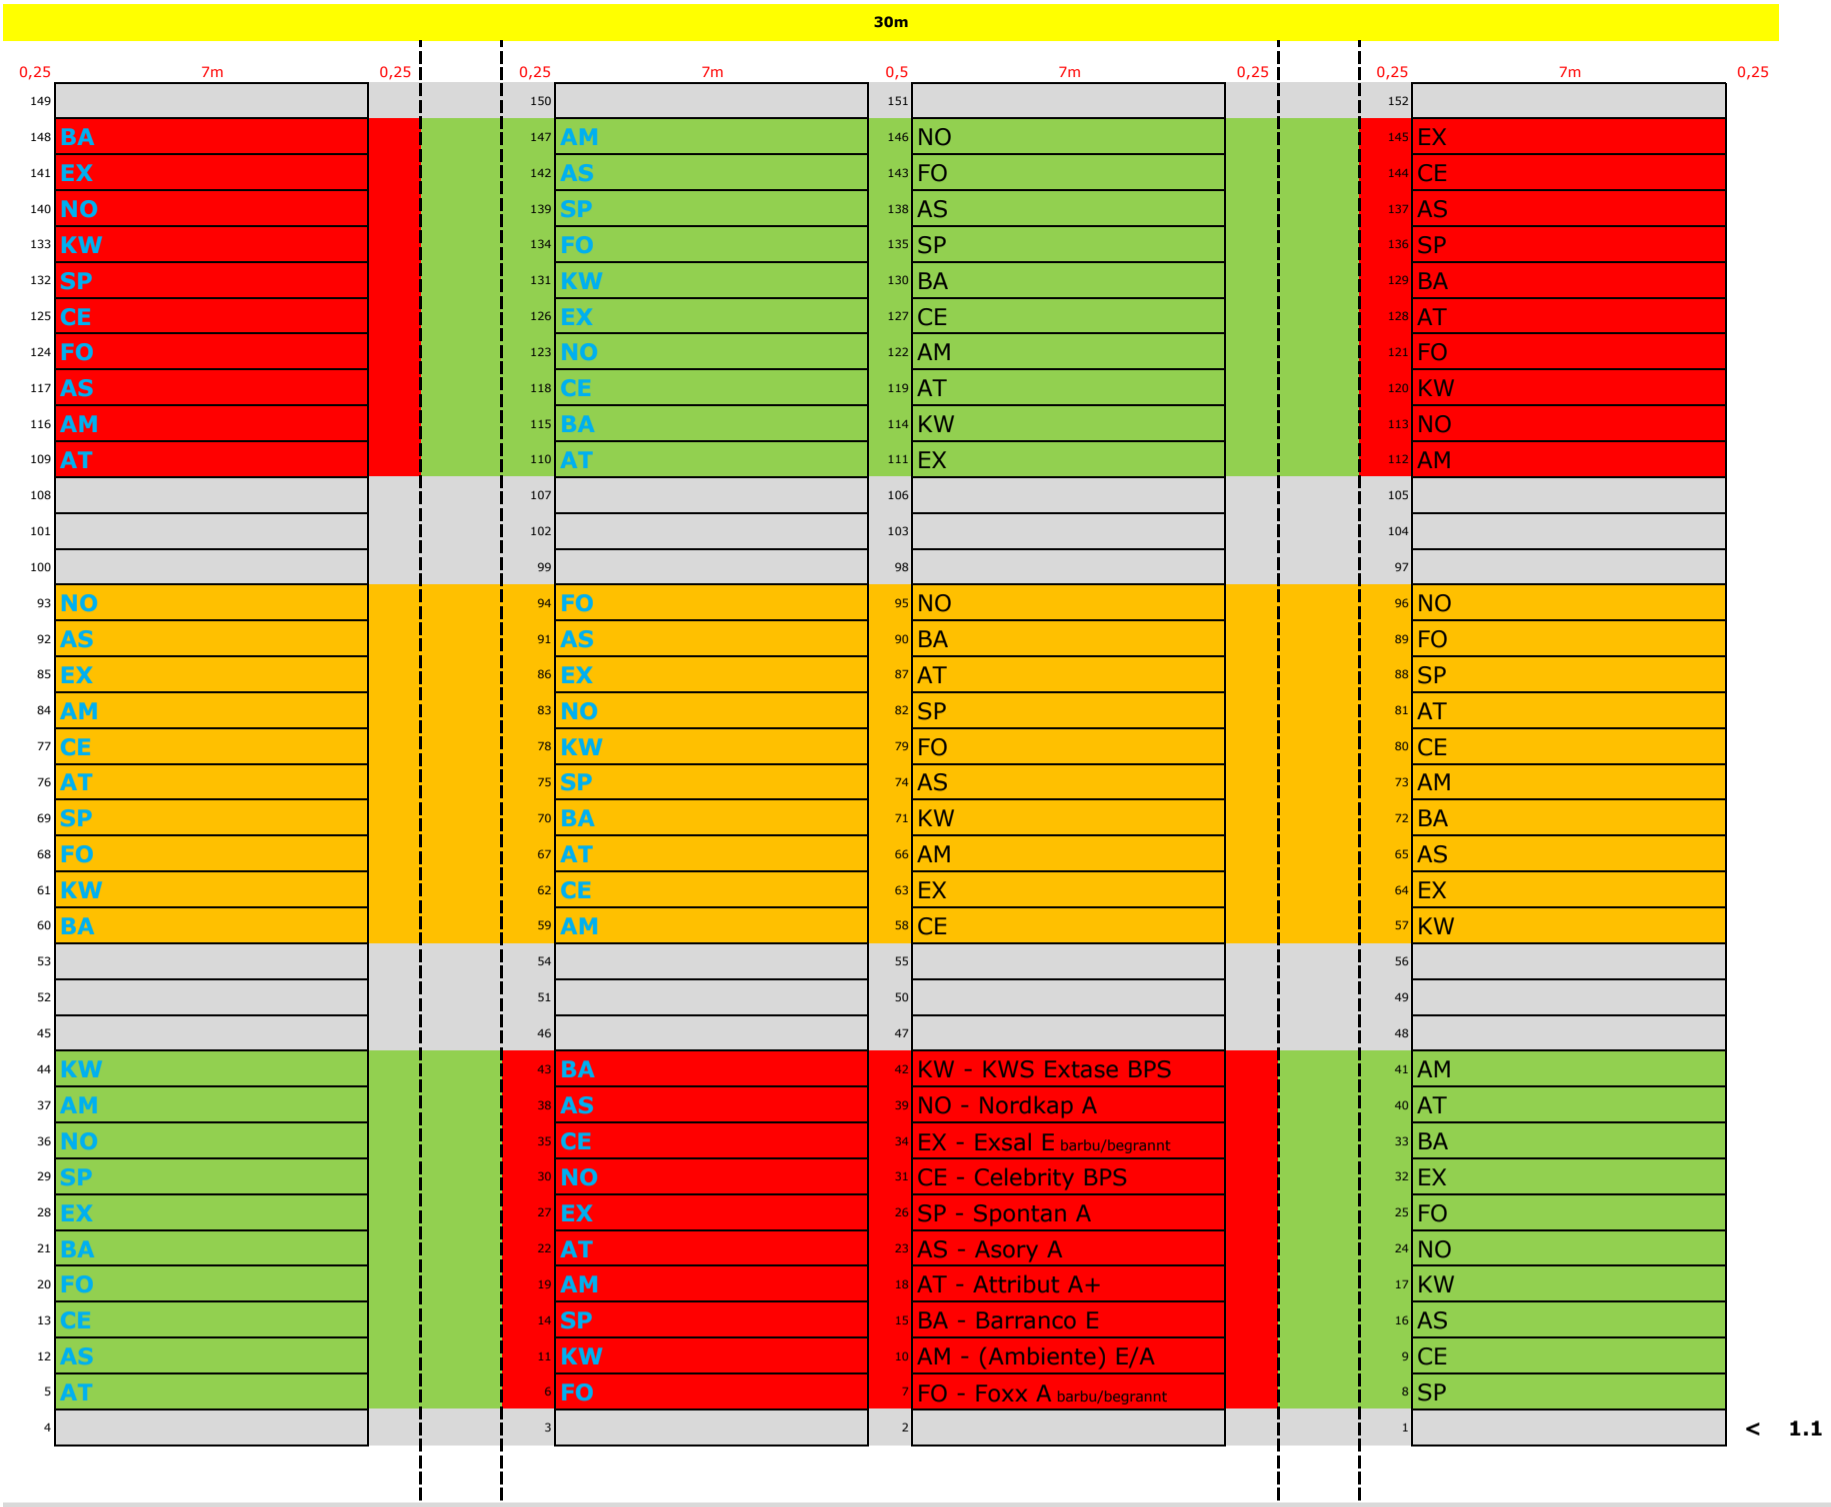 30m
0,25 7m 0,25 0,25 7m 0,5 7m 0,25 0,25 7m 0,25
149 150 151 152
148 BA 147 AM 146 NO 145 EX
141 EX 142 AS 143 FO 144 CE
140 NO 139 SP 138 AS 137 AS
133 KW 134 FO 135 SP 136 SP
132 SP 131 KW 130 BA 129 BA
125 CE 126 EX 127 CE 128 AT
124 FO 123 NO 122 AM 121 FO
117 AS 118 CE 119 AT 120 KW
116 AM 115 BA 114 KW 113 NO
109 AT 110 AT 111 EX 112 AM
108 107 106 105
101 102 103 104
100 99 98 97
93 NO 94 FO 95 NO 96 NO
92 AS 91 AS 90 BA 89 FO
85 EX 86 EX 87 AT 88 SP
84 AM 83 NO 82 SP 81 AT
77 CE 78 KW 79 FO 80 CE
76 AT 75 SP 74 AS 73 AM
69 SP 70 BA 71 KW 72 BA
68 FO 67 AT 66 AM 65 AS
61 KW 62 CE 63 EX 64 EX
60 BA 59 AM 58 CE 57 KW
53 54 55 56
52 51 50 49
45 46 47 48
44 KW 43 BA 42 KW - KWS Extase BPS 41 AM
37 AM 38 AS 39 NO - Nordkap A 40 AT
36 NO 35 CE 34 EX - Exsal E barbu/begrannt 33 BA
29 SP 30 NO 31 CE - Celebrity BPS 32 EX
28 EX 27 EX 26 SP - Spontan A 25 FO
21 BA 22 AT 23 AS - Asory A 24 NO
20 FO 19 AM 18 AT - Attribut A+ 17 KW
13 CE 14 SP 15 BA - Barranco E 16 AS
12 AS 11 KW 10 AM - (Ambiente) E/A 9 CE
5 AT 6 FO 7 FO - Foxx A barbu/begrannt 8 SP
4 3 2 1 < 1.1